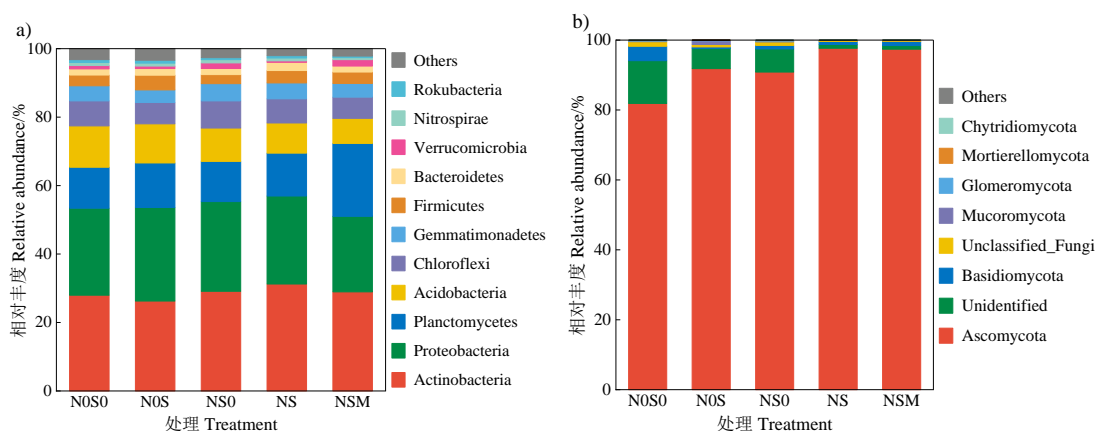 a)
相对丰度 Relative abundance/%
100
80
60
40
20
0
N0S0 N0S NS0 NS NSM
处理 Treatment
Others
Rokubacteria
Nitrospirae
Verrucomicrobia
Bacteroidetes
Firmicutes
Gemmatimonadetes
Chloroflexi
Acidobacteria
Planctomycetes
Proteobacteria
Actinobacteria
b)
相对丰度 Relative abundance/%
100
80
60
40
20
0
N0S0 N0S NS0 NS NSM
处理 Treatment
Others
Chytridiomycota
Mortierellomycota
Glomeromycota
Mucoromycota
Unclassified_Fungi
Basidiomycota
Unidentified
Ascomycota